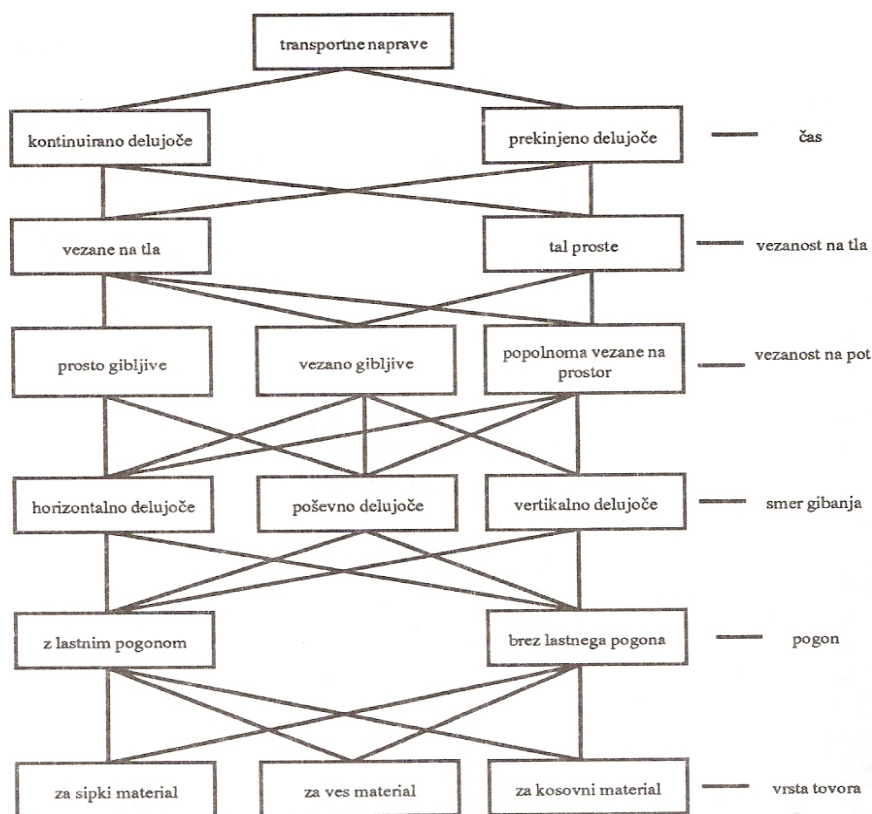 transportne naprave
kontinuirano delujoče
prekinjeno delujoče
čas
vezane na tla
tal proste
vezanost na tla
prosto gibljive
vezano gibljive
popolnoma vezane na
prostor
vezanost na pot
horizontalno delujoče
poševno delujoče
vertikalno delujoče
smer gibanja
z lastnim pogonom
brez lastnega pogona
pogon
za sipki material
za ves material
za kosovni material
vrsta tovora